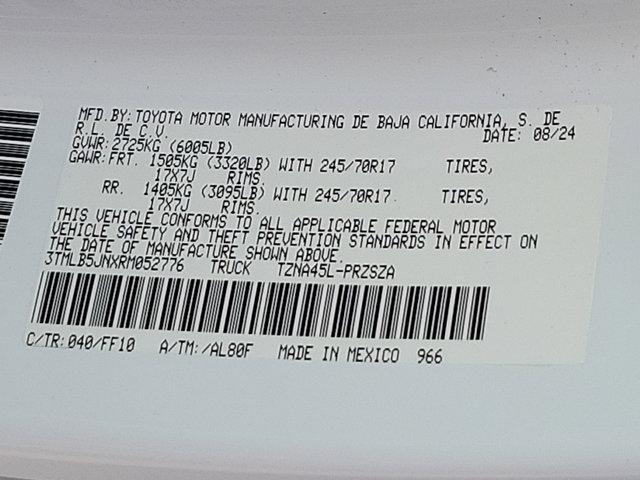 MFD.BY: TOYOTA MOTOR MANUFACTURING DE BAJA CALIFORNIA, S. DE
R.L. DE C.V. DATE: 08/24
GVWR: 2725KG (6005LB)
GAWR: FRT. 1505KG (3320LB) WITH 245/70R17 TIRES,
17X7J RIMS.
RR. 1405KG (3095LB) WITH 245/70R17 TIRES,
17X7J RIMS.
THIS VEHICLE CONFORMS TO ALL APPLICABLE FEDERAL MOTOR
VEHICLE SAFETY AND THEFT PREVENTION STANDARDS IN EFFECT ON
THE DATE OF MANUFACTURE SHOWN ABOVE.
3TMLB5JNXRM052776 TRUCK TZNA45L-PRZSZA
C/TR: 040/FF10 A/TM: /AL80F MADE IN MEXICO 966